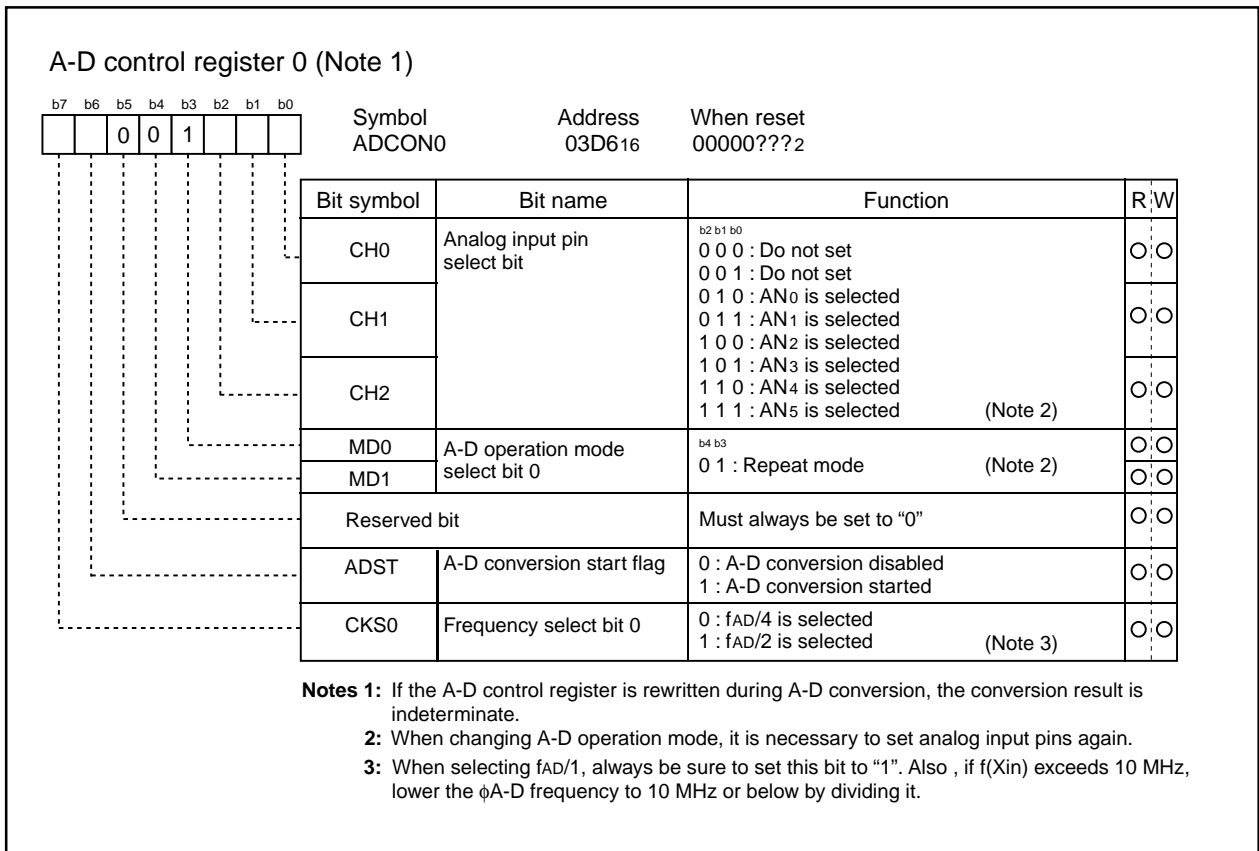 A-D control register 0 (Note 1)
b7 b6 b5 b4 b3 b2 b1 b0
0 0 1
Symbol Address When reset
ADCON0 03D616 00000???2
Bit symbol Bit name Function R W
CH0 Analog input pin select bit
b2 b1 b0
0 0 0 : Do not set
0 0 1 : Do not set
0 1 0 : AN0 is selected
CH1
0 1 1 : AN1 is selected
1 0 0 : AN2 is selected
1 0 1 : AN3 is selected
CH2
1 1 0 : AN4 is selected
1 1 1 : AN5 is selected (Note 2)
MD0 A-D operation mode
b4 b3
MD1 select bit 0
0 1 : Repeat mode (Note 2)
Reserved bit Must always be set to “0”
ADST A-D conversion start flag 0 : A-D conversion disabled
1 : A-D conversion started
CKS0 Frequency select bit 0 0 : fAD/4 is selected
1 : fAD/2 is selected (Note 3)
Notes 1: If the A-D control register is rewritten during A-D conversion, the conversion result is
indeterminate.
2: When changing A-D operation mode, it is necessary to set analog input pins again.
3: When selecting fAD/1, always be sure to set this bit to “1”. Also , if f(Xin) exceeds 10 MHz,
lower the ϕA-D frequency to 10 MHz or below by dividing it.